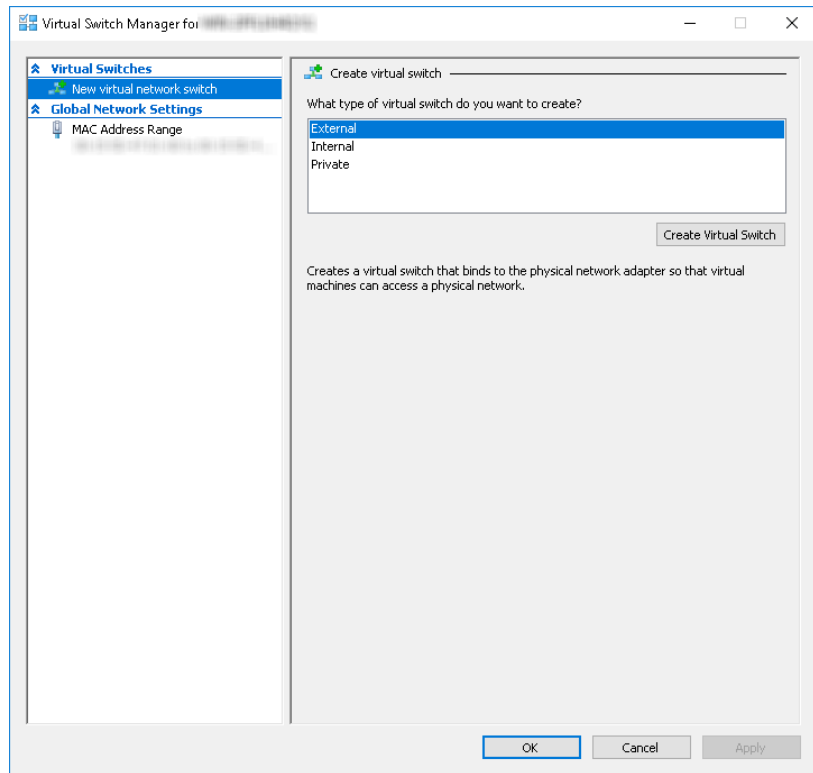 Virtual Switch Manager for
Virtual Switches
New virtual network switch
Global Network Settings
MAC Address Range
Create virtual switch
What type of virtual switch do you want to create?
External
Internal
Private
Create Virtual Switch
Creates a virtual switch that binds to the physical network adapter so that virtual
machines can access a physical network.
OK
Cancel
Apply